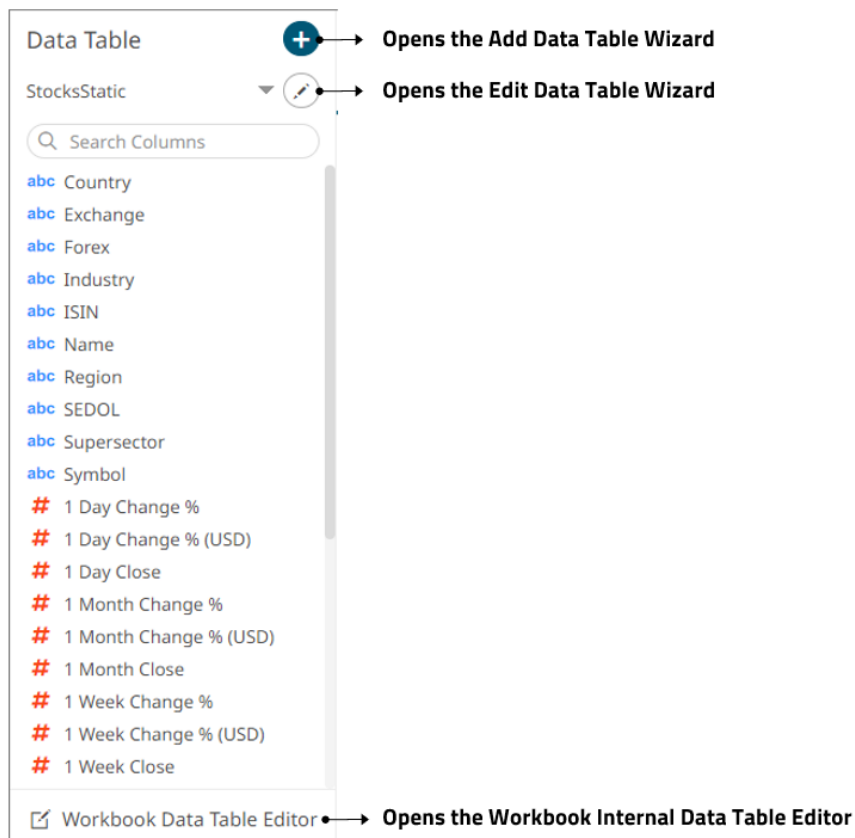 Data Table
Opens the Add Data Table Wizard
StocksStatic
Opens the Edit Data Table Wizard
Search Columns
abc Country
abc Exchange
abc Forex
abc Industry
abc ISIN
abc Name
abc Region
abc SEDOL
abc Supersector
abc Symbol
# 1 Day Change %
# 1 Day Change % (USD)
# 1 Day Close
# 1 Month Change %
# 1 Month Change % (USD)
# 1 Month Close
# 1 Week Change %
# 1 Week Change % (USD)
# 1 Week Close
Workbook Data Table Editor
Opens the Workbook Internal Data Table Editor